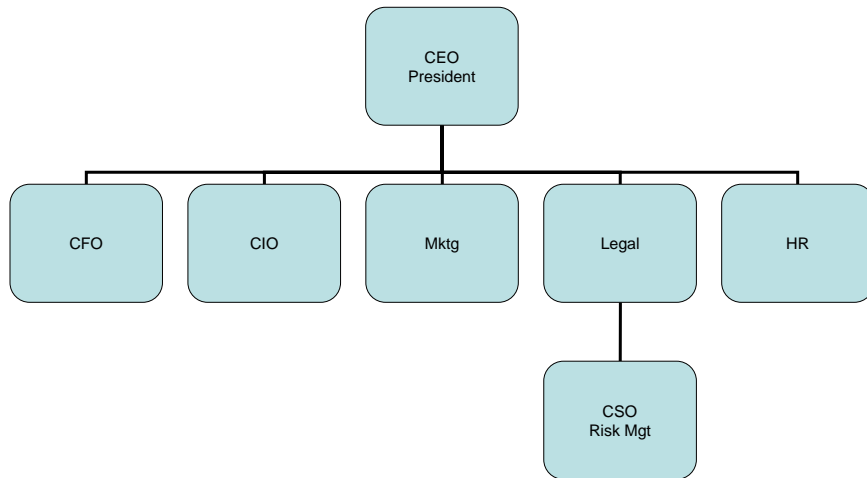 CEO
President
CFO
CIO
Mktg
Legal
HR
CSO
Risk Mgt